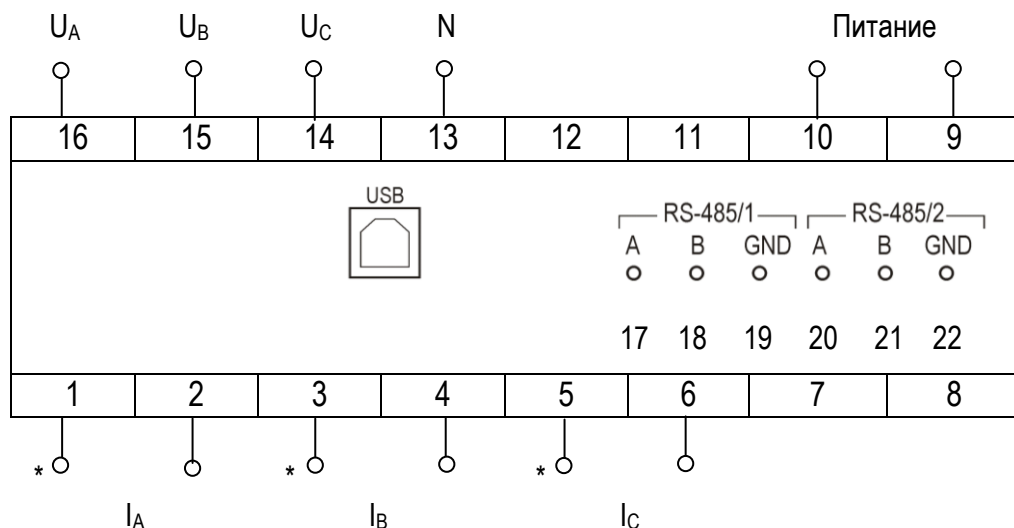 UA UB UC N Питание
16 15 14 13 12 11 10 9
USB
RS-485/1 RS-485/2
A B GND A B GND
17 18 19 20 21 22
1 2 3 4 5 6 7 8
* * *
IA IB IC